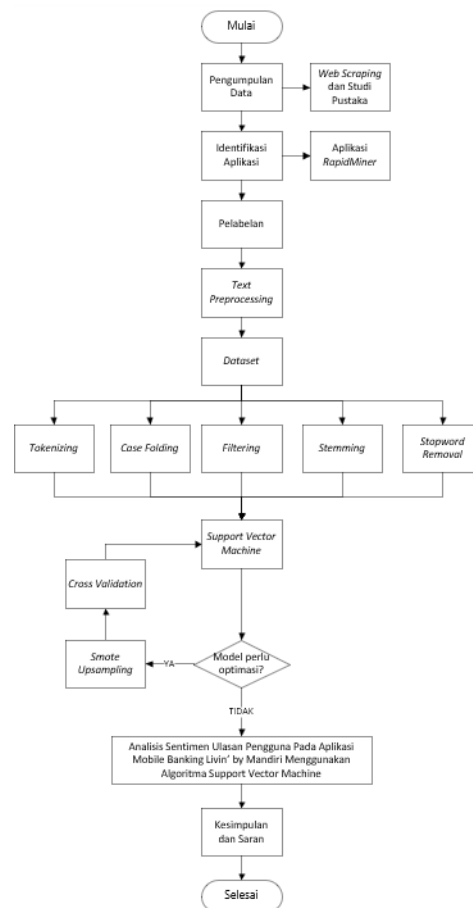 Mulai
Pengumpulan
Data
Web Scraping
dan Studi
Pustaka
Identifikasi
Aplikasi
Aplikasi
RapidMiner
Pelabelan
Text
Preprocessing
Dataset
Tokenizing
Case Folding
Filtering
Stemming
Stopword
Removal
Support Vector
Machine
Cross Validation
Smote
Upsampling
YA
Model perlu
optimasi?
TIDAK
Analisis Sentimen Ulasan Pengguna Pada Aplikasi
Mobile Banking Livin' by Mandiri Menggunakan
Algoritma Support Vector Machine
Kesimpulan
dan Saran
Selesai